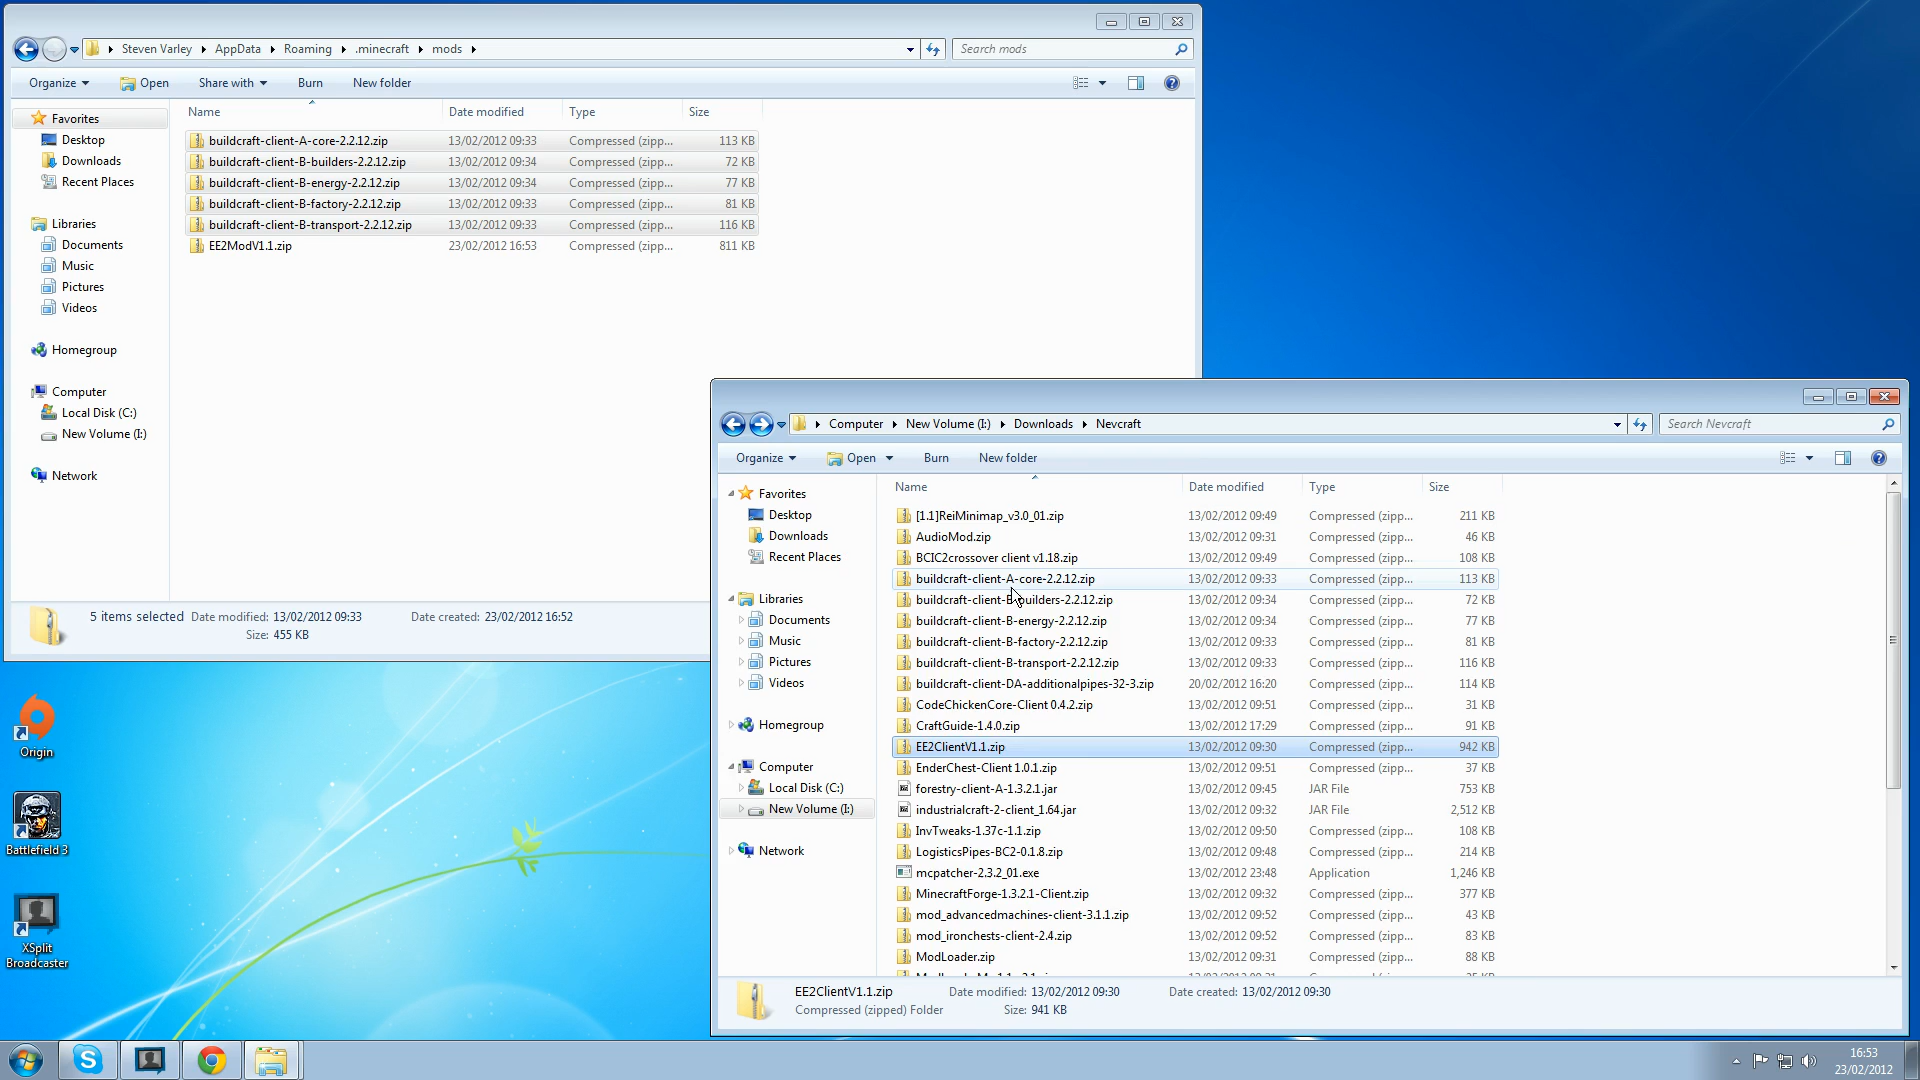 Steven Varley AppData Roaming .minecraft mods
Search mods
Organize Open Share with Burn New folder
Favorites
Desktop
Downloads
Recent Places
Libraries
Documents
Music
Pictures
Videos
Homegroup
Computer
Local Disk (C:)
New Volume (I:)
Network
Name Date modified Type Size
buildcraft-client-A-core-2.2.12.zip 13/02/2012 09:33 Compressed (zipp... 113 KB
buildcraft-client-B-builders-2.2.12.zip 13/02/2012 09:34 Compressed (zipp... 72 KB
buildcraft-client-B-energy-2.2.12.zip 13/02/2012 09:34 Compressed (zipp... 77 KB
buildcraft-client-B-factory-2.2.12.zip 13/02/2012 09:33 Compressed (zipp... 81 KB
buildcraft-client-B-transport-2.2.12.zip 13/02/2012 09:33 Compressed (zipp... 116 KB
EE2ModV1.1.zip 23/02/2012 16:53 Compressed (zipp... 811 KB
5 items selected Date modified: 13/02/2012 09:33 Date created: 23/02/2012 16:52
Size: 455 KB
Computer New Volume (I:) Downloads Nevcraft
Search Nevcraft
Organize Open Burn New folder
Favorites
Desktop
Downloads
Recent Places
Libraries
Documents
Music
Pictures
Videos
Homegroup
Computer
Local Disk (C:)
New Volume (I:)
Network
Name Date modified Type Size
[1.1]ReiMinimap_v3.0_01.zip 13/02/2012 09:49 Compressed (zipp... 211 KB
AudioMod.zip 13/02/2012 09:31 Compressed (zipp... 46 KB
BCIC2crossover client v1.18.zip 13/02/2012 09:49 Compressed (zipp... 108 KB
buildcraft-client-A-core-2.2.12.zip 13/02/2012 09:33 Compressed (zipp... 113 KB
buildcraft-client-B-builders-2.2.12.zip 13/02/2012 09:34 Compressed (zipp... 72 KB
buildcraft-client-B-energy-2.2.12.zip 13/02/2012 09:34 Compressed (zipp... 77 KB
buildcraft-client-B-factory-2.2.12.zip 13/02/2012 09:33 Compressed (zipp... 81 KB
buildcraft-client-B-transport-2.2.12.zip 13/02/2012 09:33 Compressed (zipp... 116 KB
buildcraft-client-DA-additionalpipes-32-3.zip 20/02/2012 16:20 Compressed (zipp... 114 KB
CodeChickenCore-Client 0.4.2.zip 13/02/2012 09:51 Compressed (zipp... 31 KB
CraftGuide-1.4.0.zip 13/02/2012 17:29 Compressed (zipp... 91 KB
EE2ClientV1.1.zip 13/02/2012 09:30 Compressed (zipp... 942 KB
EnderChest-Client 1.0.1.zip 13/02/2012 09:51 Compressed (zipp... 37 KB
forestry-client-A-1.3.2.1.jar 13/02/2012 09:45 JAR File 753 KB
industrialcraft-2-client_1.64.jar 13/02/2012 09:32 JAR File 2,512 KB
InvTweaks-1.37c-1.1.zip 13/02/2012 09:50 Compressed (zipp... 108 KB
LogisticsPipes-BC2-0.1.8.zip 13/02/2012 09:48 Compressed (zipp... 214 KB
mcpatcher-2.3.2_01.exe 13/02/2012 23:48 Application 1,246 KB
MinecraftForge-1.3.2.1-Client.zip 13/02/2012 09:32 Compressed (zipp... 377 KB
mod_advancedmachines-client-3.1.1.zip 13/02/2012 09:52 Compressed (zipp... 43 KB
mod_ironchests-client-2.4.zip 13/02/2012 09:52 Compressed (zipp... 83 KB
ModLoader.zip 13/02/2012 09:31 Compressed (zipp... 88 KB
EE2ClientV1.1.zip Date modified: 13/02/2012 09:30 Date created: 13/02/2012 09:30
Compressed (zipped) Folder Size: 941 KB
Origin
Battlefield 3
XSplit
Broadcaster
16:53
23/02/2012